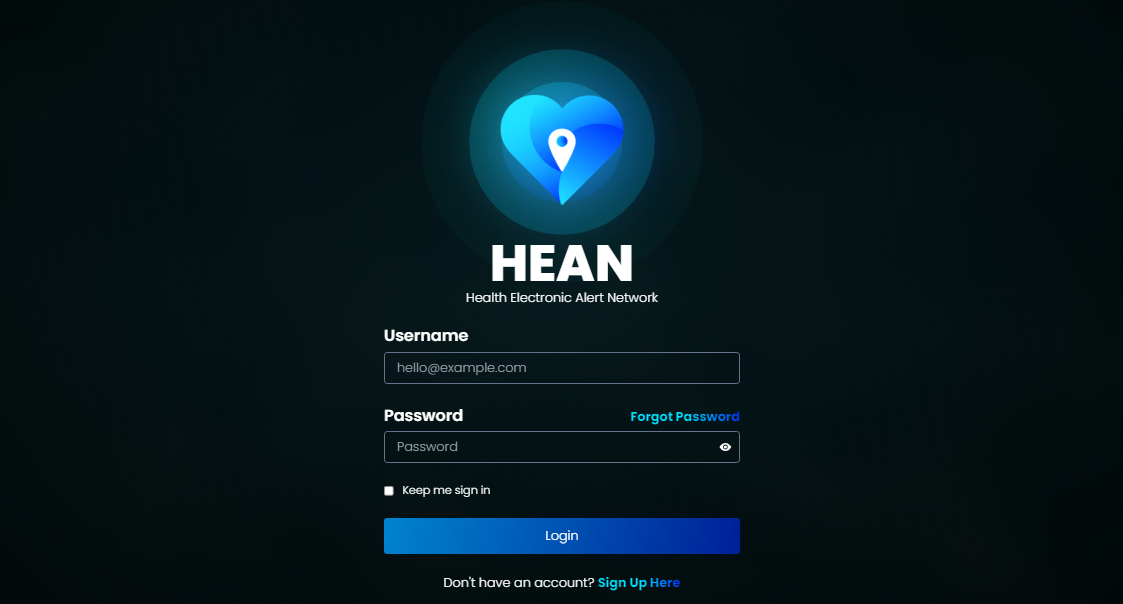 HEAN
Health Electronic Alert Network
Username
hello@example.com
Password Forgot Password
Password
Keep me sign in
Login
Don't have an account? Sign Up Here